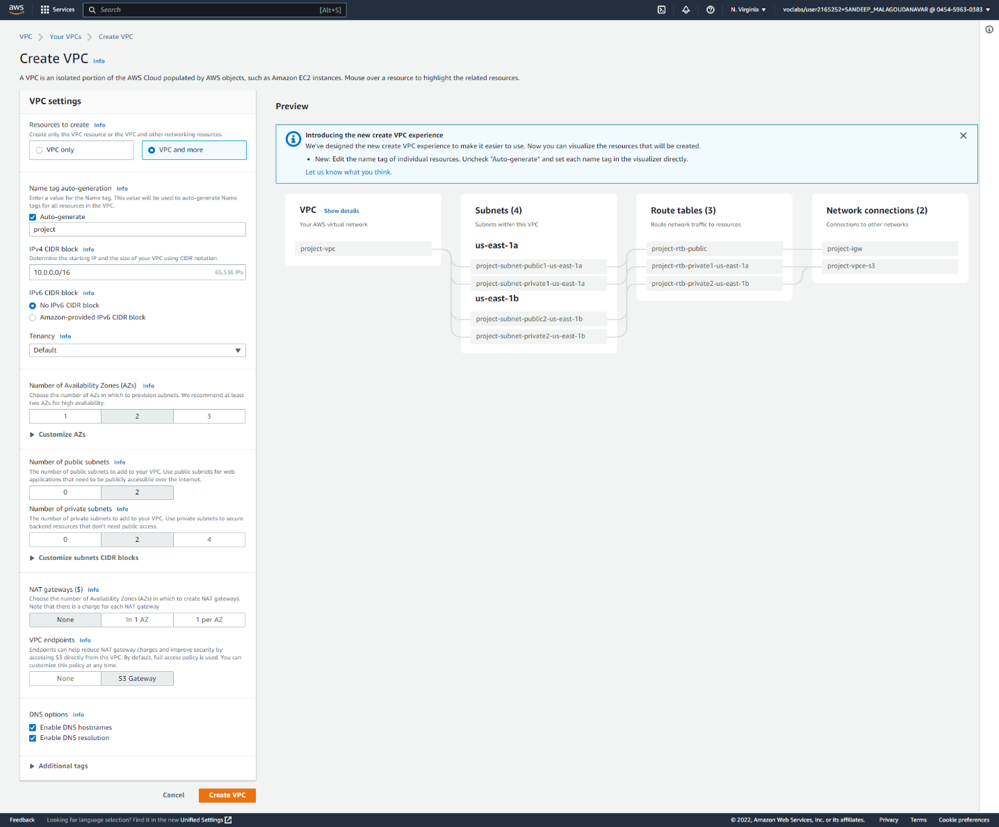 aws
Services
Search
[Alt+S]
N. Virginia
voclabs/user2165252=SANDEEP_MALAGOUDANAVAR @ 0454-5963-0383
VPC
Your VPCs
Create VPC
Create VPC Info
A VPC is an isolated portion of the AWS Cloud populated by AWS objects, such as Amazon EC2 instances. Mouse over a resource to highlight the related resources.
VPC settings
Resources to create Info
Create only the VPC resource or the VPC and other networking resources.
VPC only
VPC and more
Name tag auto-generation Info
Enter a value for the Name tag. This value will be used to auto-generate Name
tags for all resources in the VPC.
Auto-generate
project
IPv4 CIDR block Info
Determine the starting IP and the size of your VPC using CIDR notation.
10.0.0.0/16
65,536 IPs
IPv6 CIDR block Info
No IPv6 CIDR block
Amazon-provided IPv6 CIDR block
Tenancy Info
Default
Number of Availability Zones (AZs) Info
Choose the number of AZs in which to provision subnets. We recommend at least
two AZs for high availability.
1
2
3
Customize AZs
Number of public subnets Info
The number of public subnets to add to your VPC. Use public subnets for web
applications that need to be publicly accessible over the internet.
0
2
Number of private subnets Info
The number of private subnets to add to your VPC. Use private subnets to secure
backend resources that don't need public access.
0
2
4
Customize subnets CIDR blocks
NAT gateways ($) Info
Choose the number of Availability Zones (AZs) in which to create NAT gateways.
Note that there is a charge for each NAT gateway
None
In 1 AZ
1 per AZ
VPC endpoints Info
Endpoints can help reduce NAT gateway charges and improve security by
accessing S3 directly from the VPC. By default, full access policy is used. You can
customize this policy at any time.
None
S3 Gateway
DNS options Info
Enable DNS hostnames
Enable DNS resolution
Additional tags
Cancel
Create VPC
Preview
Introducing the new create VPC experience
We've designed the new create VPC experience to make it easier to use. Now you can visualize the resources that will be created.
• New: Edit the name tag of individual resources. Uncheck "Auto-generate" and set each name tag in the visualizer directly.
Let us know what you think.
VPC Show details
Your AWS virtual network
project-vpc
Subnets (4)
Subnets within this VPC
us-east-1a
project-subnet-public1-us-east-1a
project-subnet-private1-us-east-1a
us-east-1b
project-subnet-public2-us-east-1b
project-subnet-private2-us-east-1b
Route tables (3)
Route network traffic to resources
project-rtb-public
project-rtb-private1-us-east-1a
project-rtb-private2-us-east-1b
Network connections (2)
Connections to other networks
project-igw
project-vpce-s3
Feedback
Looking for language selection? Find it in the new Unified Settings
© 2022, Amazon Web Services, Inc. or its affiliates.
Privacy
Terms
Cookie preferences